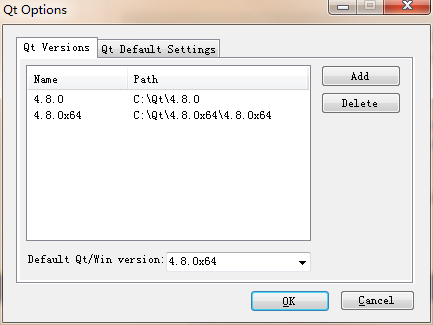 Qt Options
Qt Versions Qt Default Settings
Name Path
4.8.0 C:\Qt\4.8.0
4.8.0x64 C:\Qt\4.8.0x64\4.8.0x64
Add
Delete
Default Qt/Win version: 4.8.0x64
OK Cancel